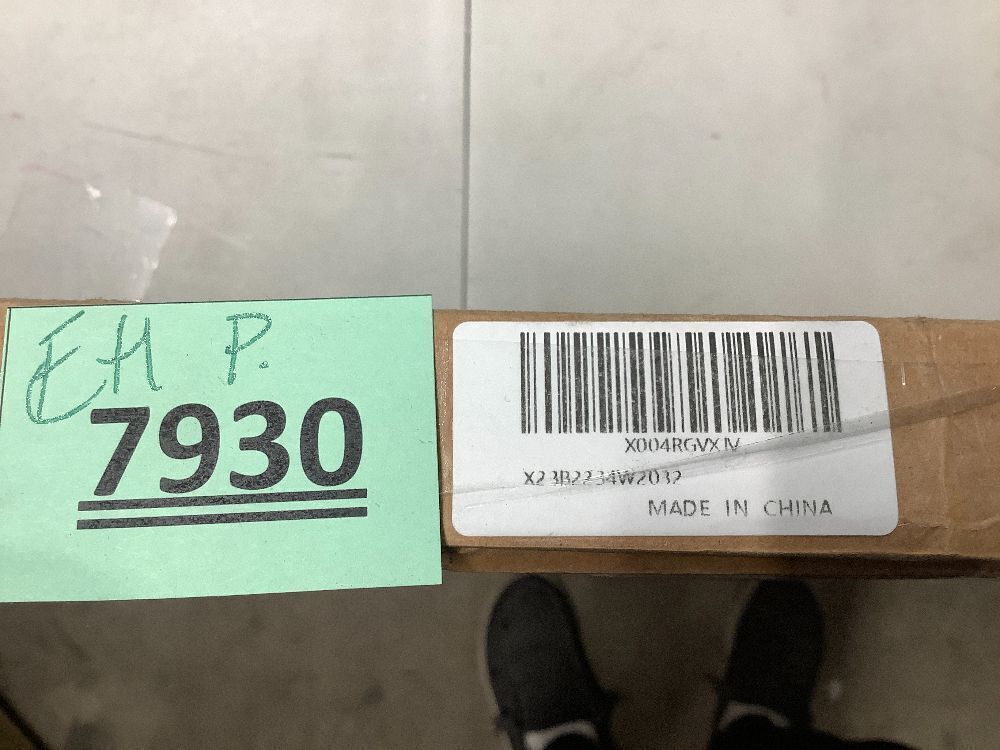 EH P.
7930
X004RGVXJV
X23B2234W2032
MADE IN CHINA